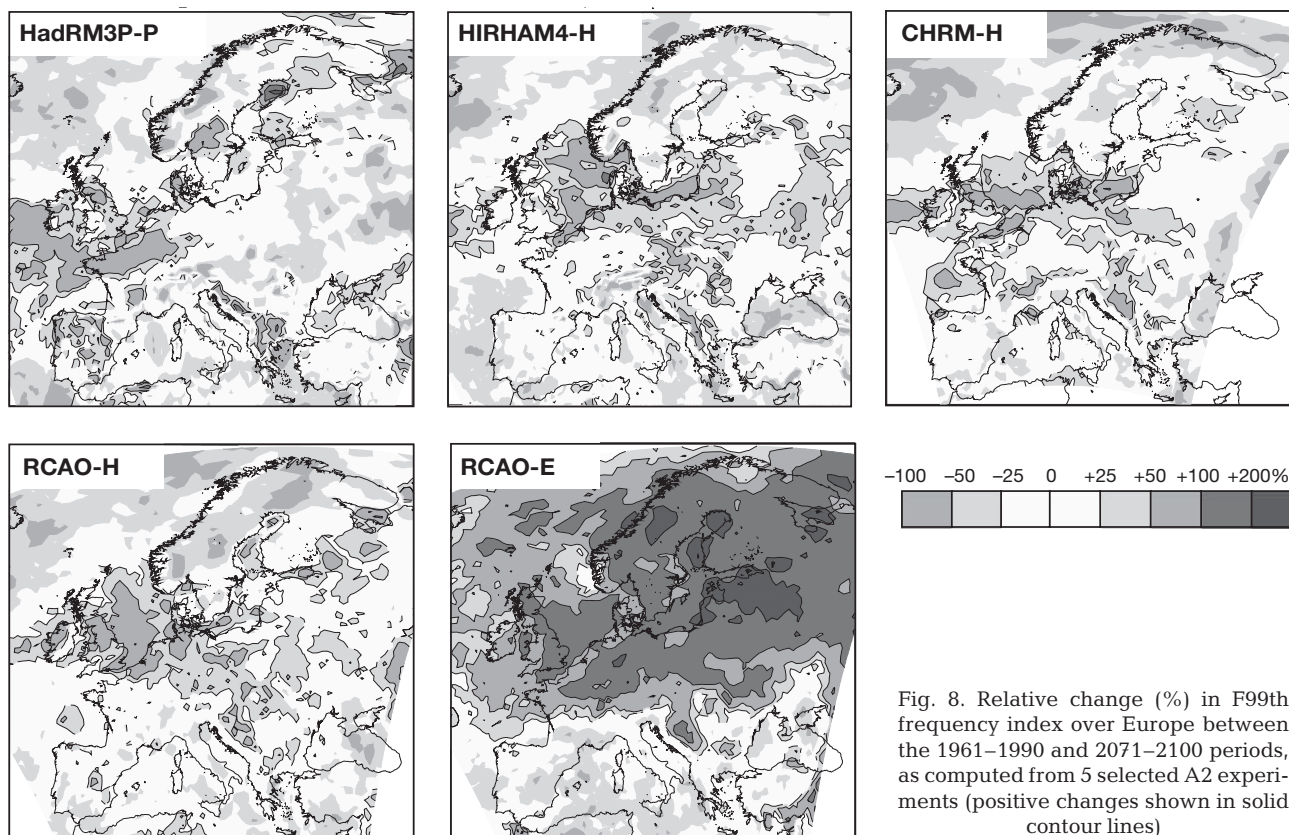 HadRM3P-P
HIRHAM4-H
CHRM-H
RCAO-H
RCAO-E
–100 –50 –25 0 +25 +50 +100 +200%
Fig. 8. Relative change (%) in F99th
frequency index over Europe between
the 1961–1990 and 2071–2100 periods,
as computed from 5 selected A2 experi-
ments (positive changes shown in solid
contour lines)